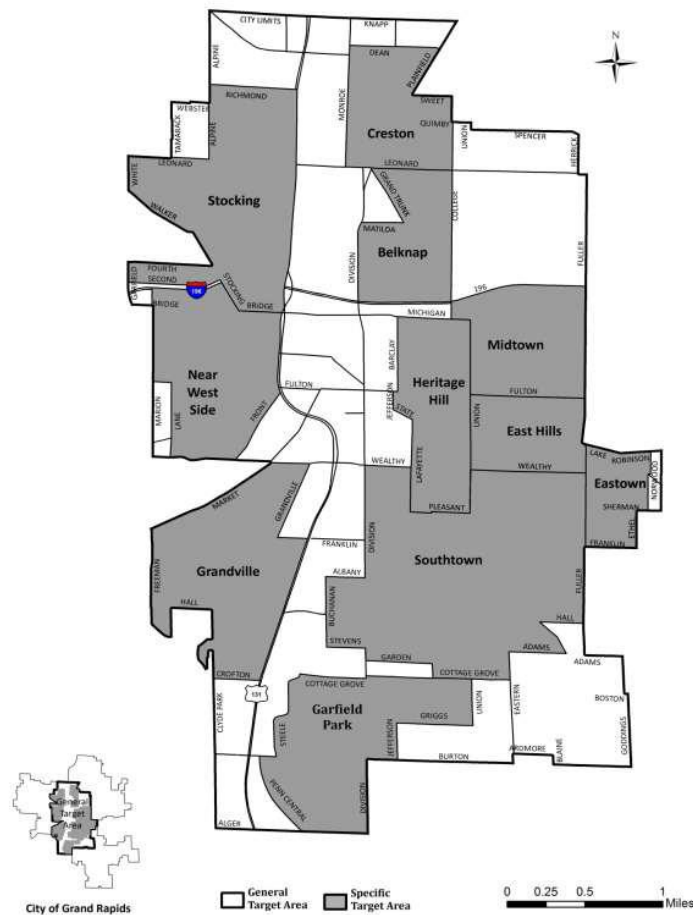 CITY LIMITS
KNAPP
N
ALPINE
DEAN
PLAINFIELD
RICHMOND
MONROE
SWEET
WEBSTER
TAMARACK
ALPINE
QUIMBY
Creston
UNION
SPENCER
HERRICK
LEONARD
LEONARD
WHITE
GRAND TRUNK
COLLEGE
Stocking
WALKER
MATILDA
Belknap
DIVISION
FULLER
FOURTH
SECOND
GARFIELD
STOCKING
196
196
BRIDGE
BRIDGE
MICHIGAN
BARCLAY
Midtown
Near
West
Side
Heritage
Hill
FULTON
FULTON
JEFFERSON
STATE
MARION
LANE
FRONT
UNION
East Hills
LAFAYETTE
LAKE
ROBINSON
WEALTHY
WEALTHY
NORWOOD
Eastown
MARKET
GRANDVILLE
PLEASANT
SHERMAN
ETHEL
DIVISION
FRANKLIN
FRANKLIN
Southtown
Grandville
ALBANY
FREEMAN
FULLER
HALL
BUCHANAN
HALL
STEVENS
ADAMS
GARDEN
ADAMS
CROFTON
COTTAGE GROVE
COTTAGE GROVE
131
CLYDE PARK
UNION
EASTERN
BOSTON
Garfield
Park
GRIGGS
STEELE
JEFFERSON
GODDINGS
ARDMORE
BURTON
BLAINE
PENN CENTRAL
DIVISION
ALGER
General
Target
Area
City of Grand Rapids
General
Target Area
Specific
Target Area
0 0.25 0.5 1
Miles